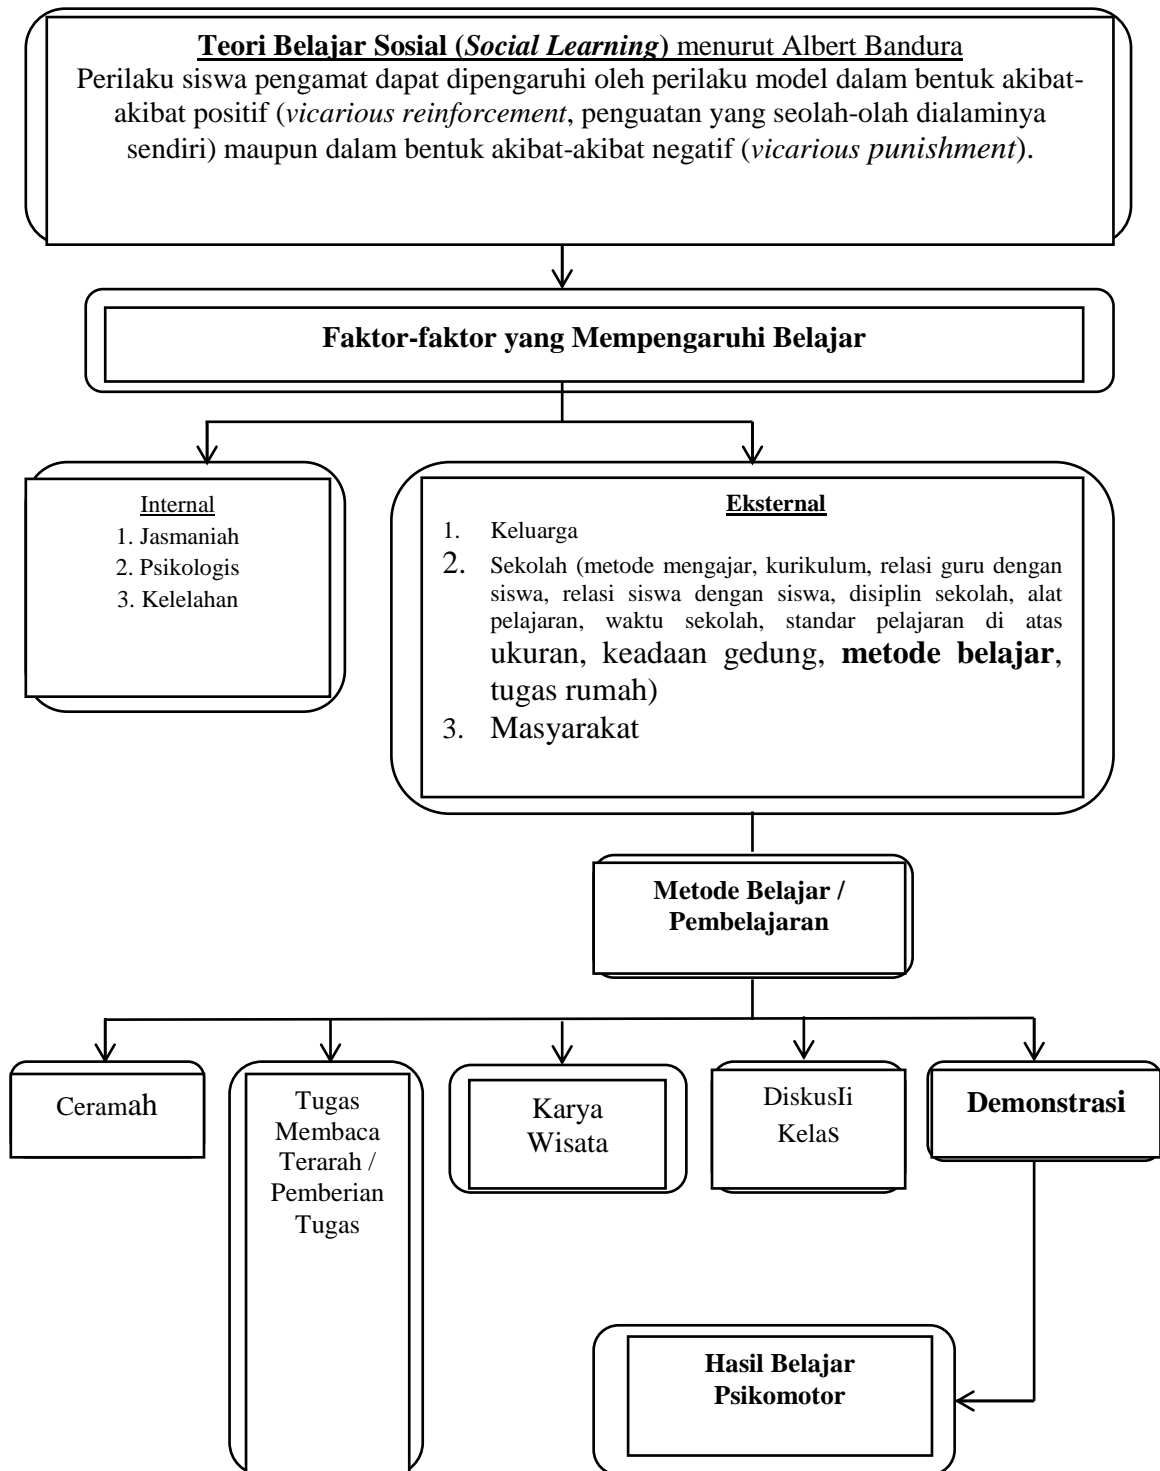 Teori Belajar Sosial (Social Learning) menurut Albert Bandura
Perilaku siswa pengamat dapat dipengaruhi oleh perilaku model dalam bentuk akibat-
akibat positif (vicarious reinforcement, penguatan yang seolah-olah dialaminya
sendiri) maupun dalam bentuk akibat-akibat negatif (vicarious punishment).
Faktor-faktor yang Mempengaruhi Belajar
Internal
1. Jasmaniah
2. Psikologis
3. Kelelahan
Eksternal
1. Keluarga
2. Sekolah (metode mengajar, kurikulum, relasi guru dengan
siswa, relasi siswa dengan siswa, disiplin sekolah, alat
pelajaran, waktu sekolah, standar pelajaran di atas
ukuran, keadaan gedung, metode belajar,
tugas rumah)
3. Masyarakat
Metode Belajar /
Pembelajaran
Ceramah
Tugas
Membaca
Terarah /
Pemberian
Tugas
Karya
Wisata
DiskusIi
Kelas
Demonstrasi
Hasil Belajar
Psikomotor